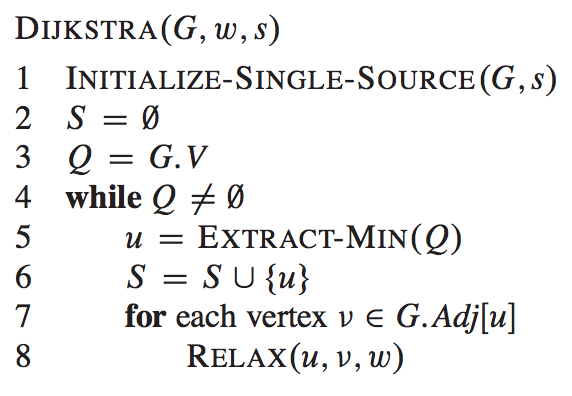 DIJKSTRA(G, w, s)
1 INITIALIZE-SINGLE-SOURCE(G, s)
2 S = ∅
3 Q = G.V
4 while Q ≠ ∅
5 u = EXTRACT-MIN(Q)
6 S = S ∪ {u}
7 for each vertex v ∈ G.Adj[u]
8 RELAX(u, v, w)